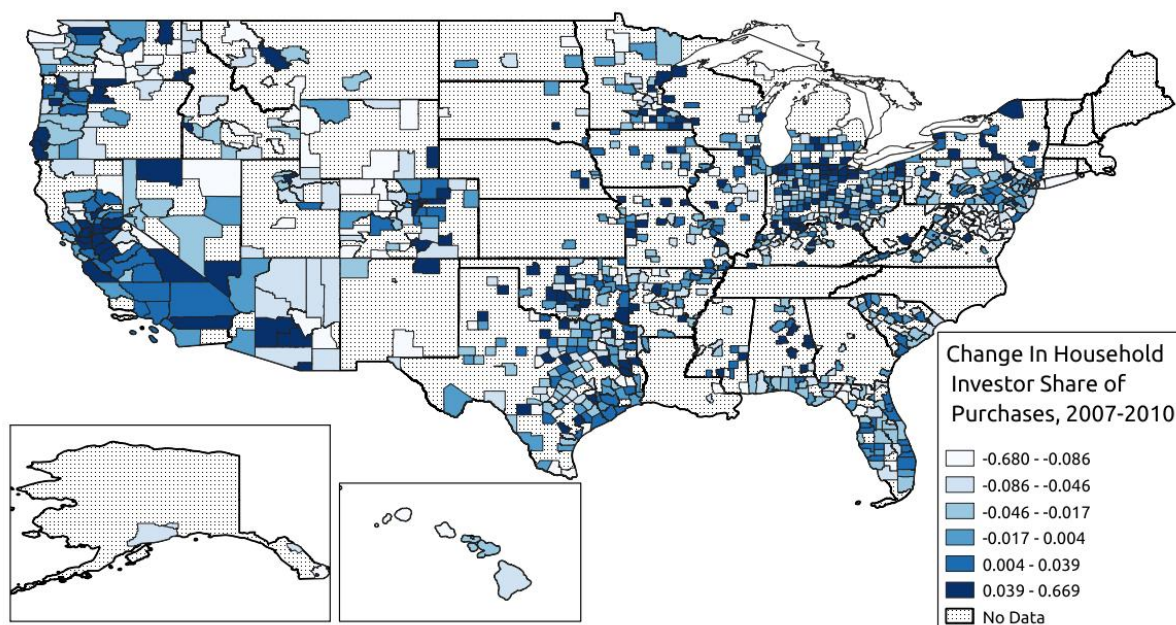 Change In Household
Investor Share of
Purchases, 2007-2010
-0.680 - -0.086
-0.086 - -0.046
-0.046 - -0.017
-0.017 - 0.004
0.004 - 0.039
0.039 - 0.669
No Data